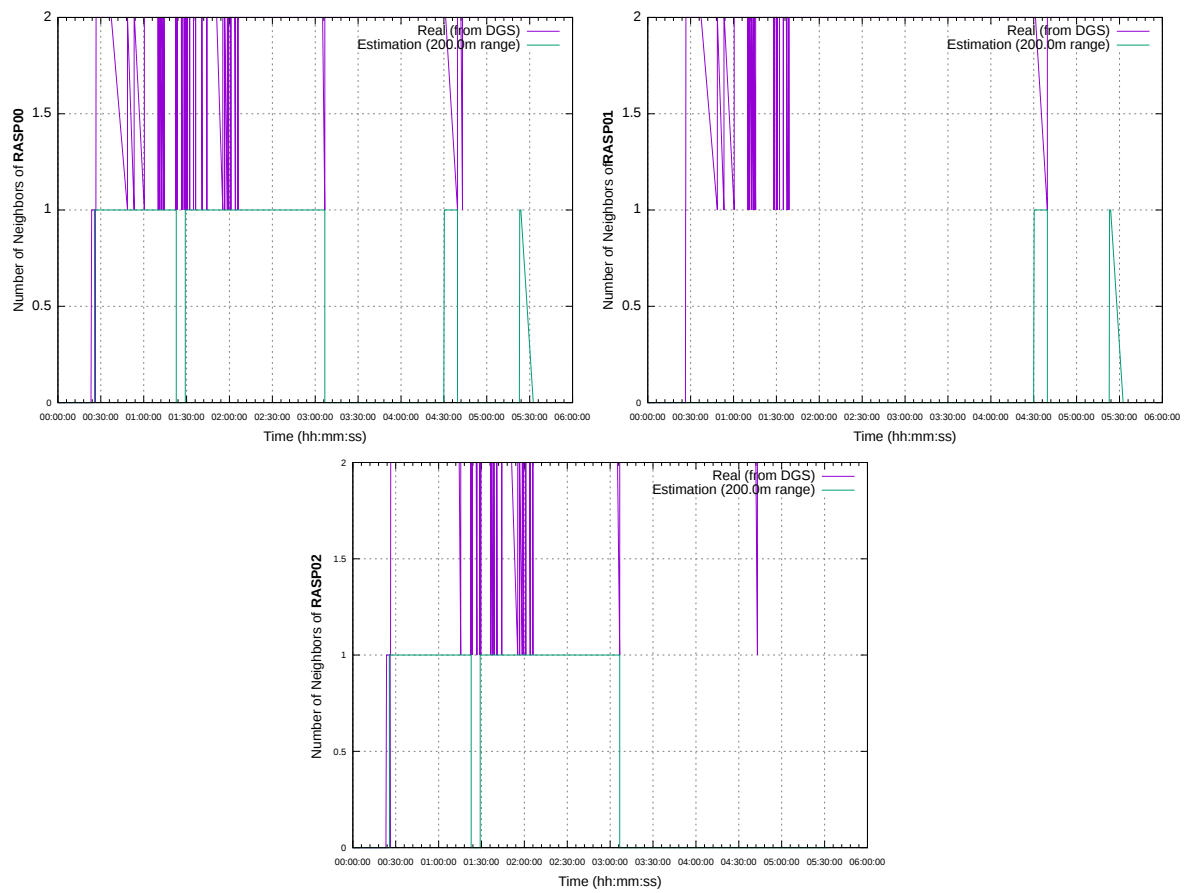 Number of Neighbors of RASP00
2
1.5
1
0.5
0
Real (from DGS)
Estimation (200.0m range)
00:00:00 00:30:00 01:00:00 01:30:00 02:00:00 02:30:00 03:00:00 03:30:00 04:00:00 04:30:00 05:00:00 05:30:00 06:00:00
Time (hh:mm:ss)
Number of Neighbors of RASP01
2
1.5
1
0.5
0
Real (from DGS)
Estimation (200.0m range)
00:00:00 00:30:00 01:00:00 01:30:00 02:00:00 02:30:00 03:00:00 03:30:00 04:00:00 04:30:00 05:00:00 05:30:00 06:00:00
Time (hh:mm:ss)
Number of Neighbors of RASP02
2
1.5
1
0.5
0
Real (from DGS)
Estimation (200.0m range)
00:00:00 00:30:00 01:00:00 01:30:00 02:00:00 02:30:00 03:00:00 03:30:00 04:00:00 04:30:00 05:00:00 05:30:00 06:00:00
Time (hh:mm:ss)